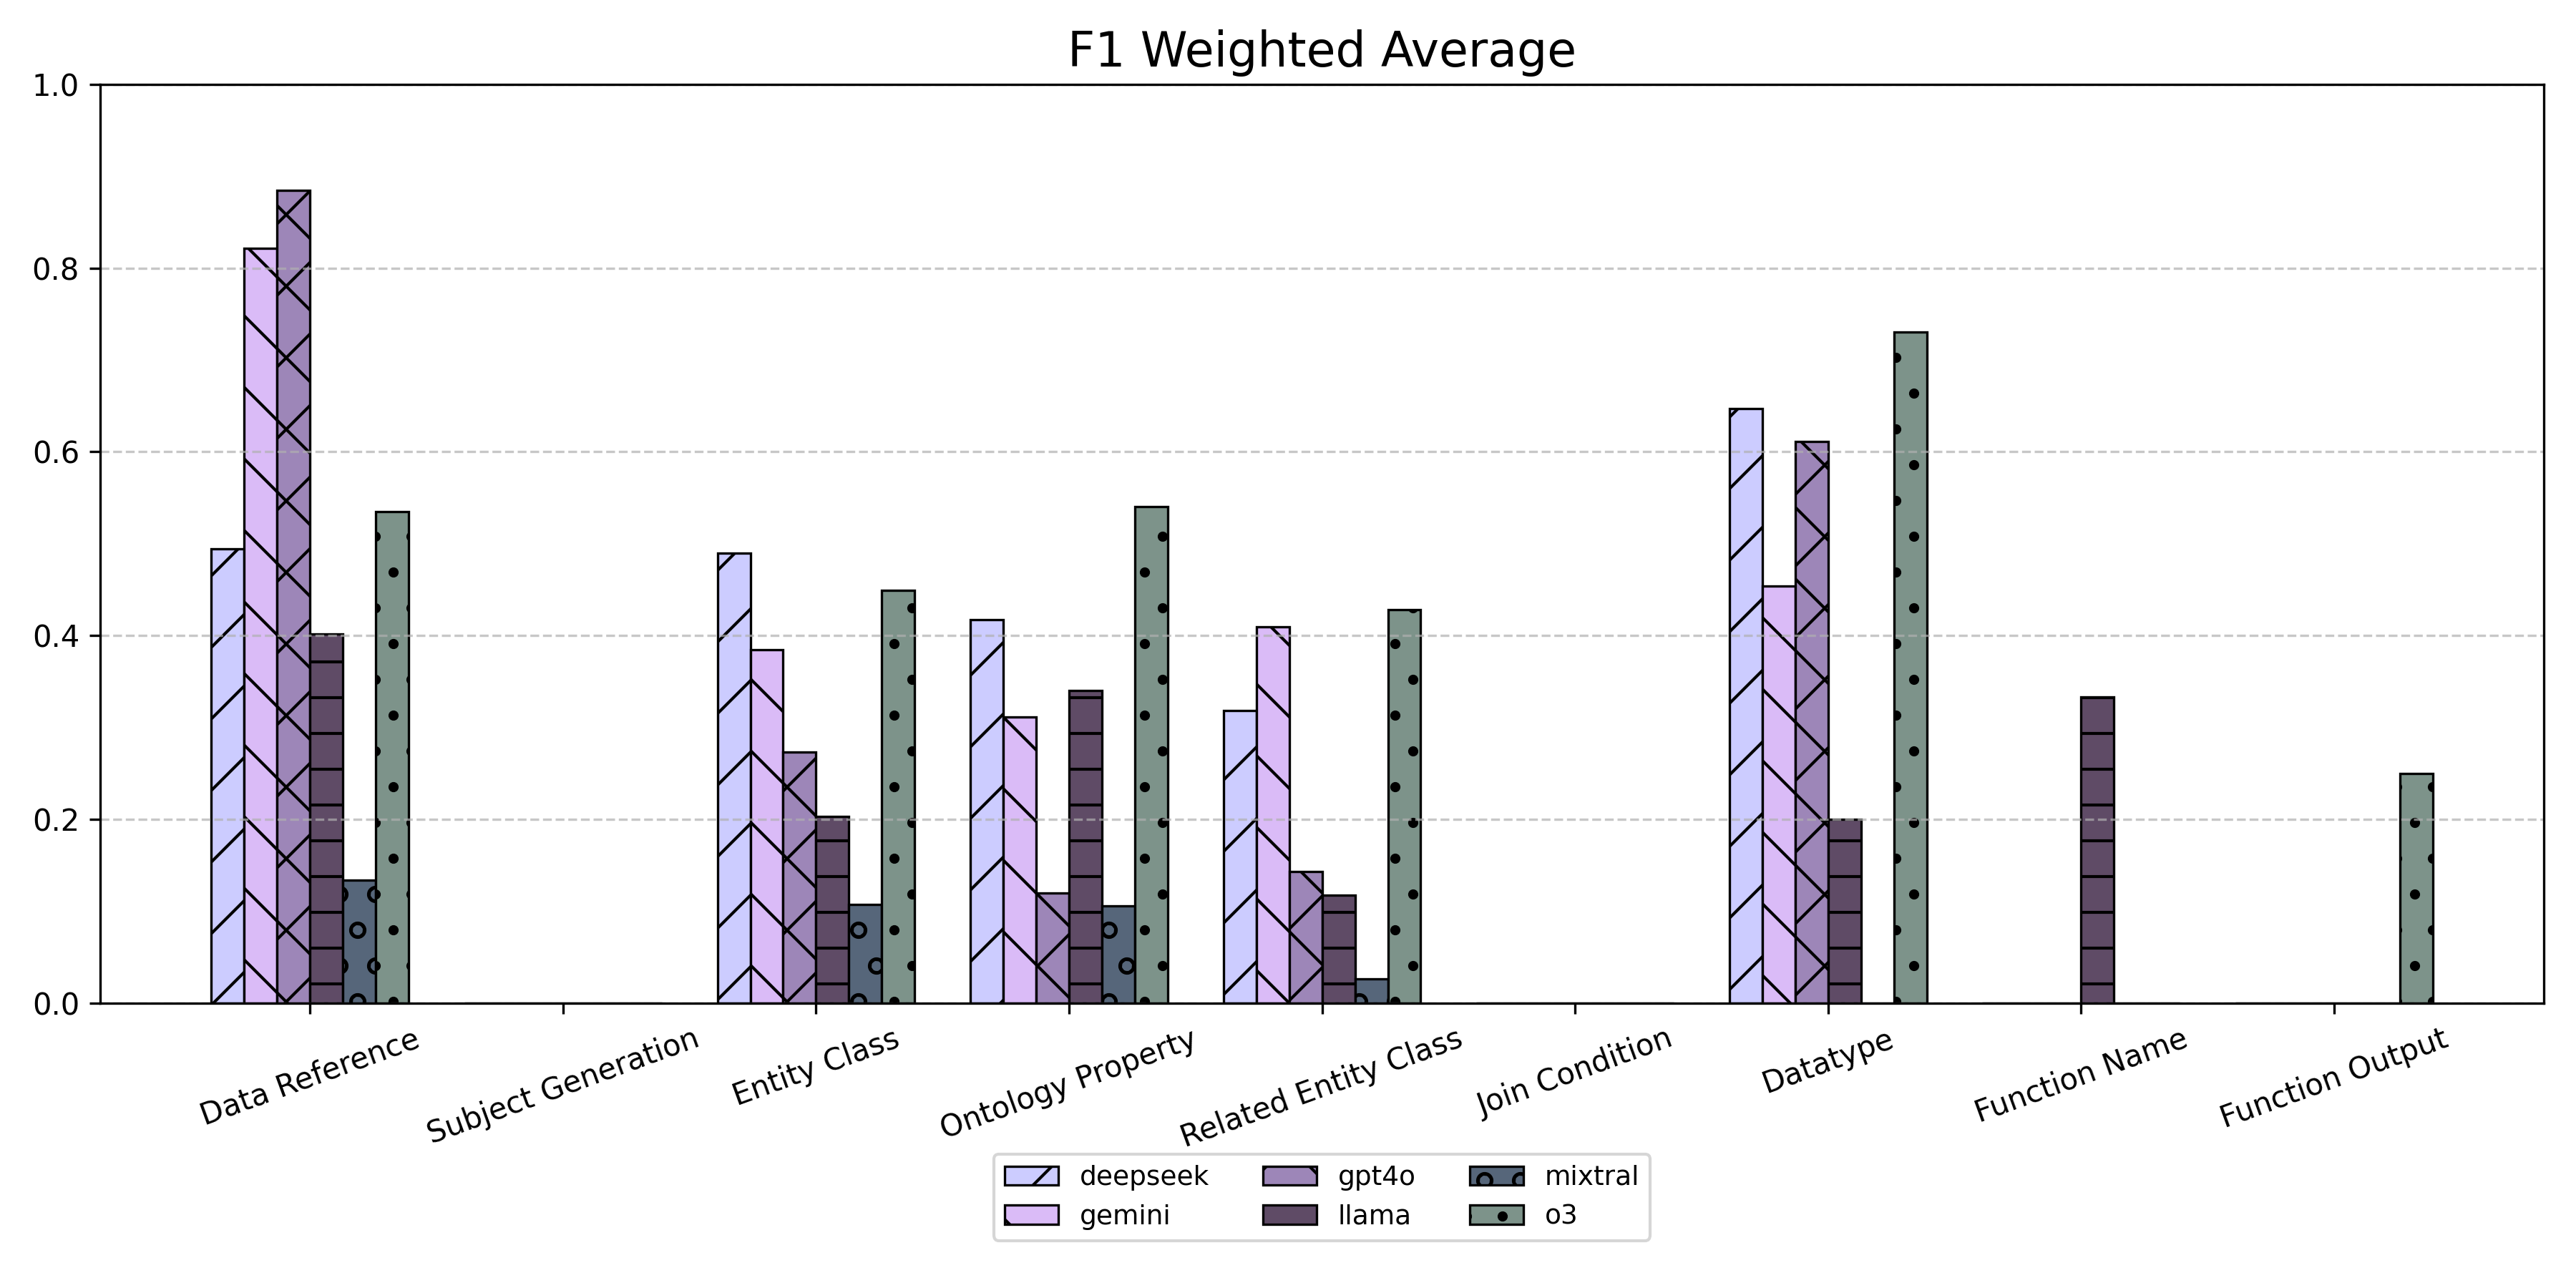 F1 Weighted Average
1.0
0.8
0.6
0.4
0.2
0.0
Data Reference
Subject Generation
Entity Class
Ontology Property
Related Entity Class
Join Condition
Datatype
Function Name
Function Output
deepseek gpt4o mixtral
gemini llama o3